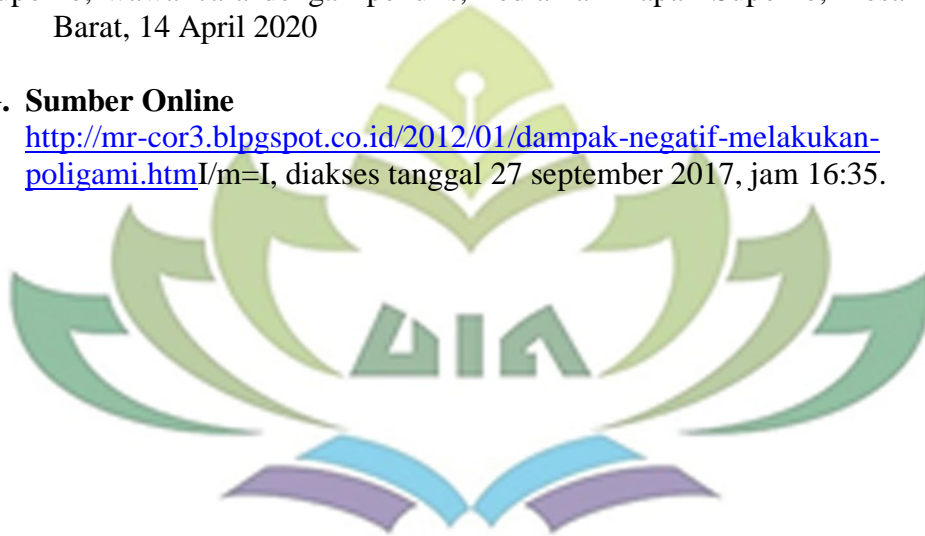 Barat, 14 April 2020
Sumber Online
http://mr-cor3.blpgspot.co.id/2012/01/dampak-negatif-melakukan-
poligami.htmI/m=I, diakses tanggal 27 september 2017, jam 16:35.
UIN